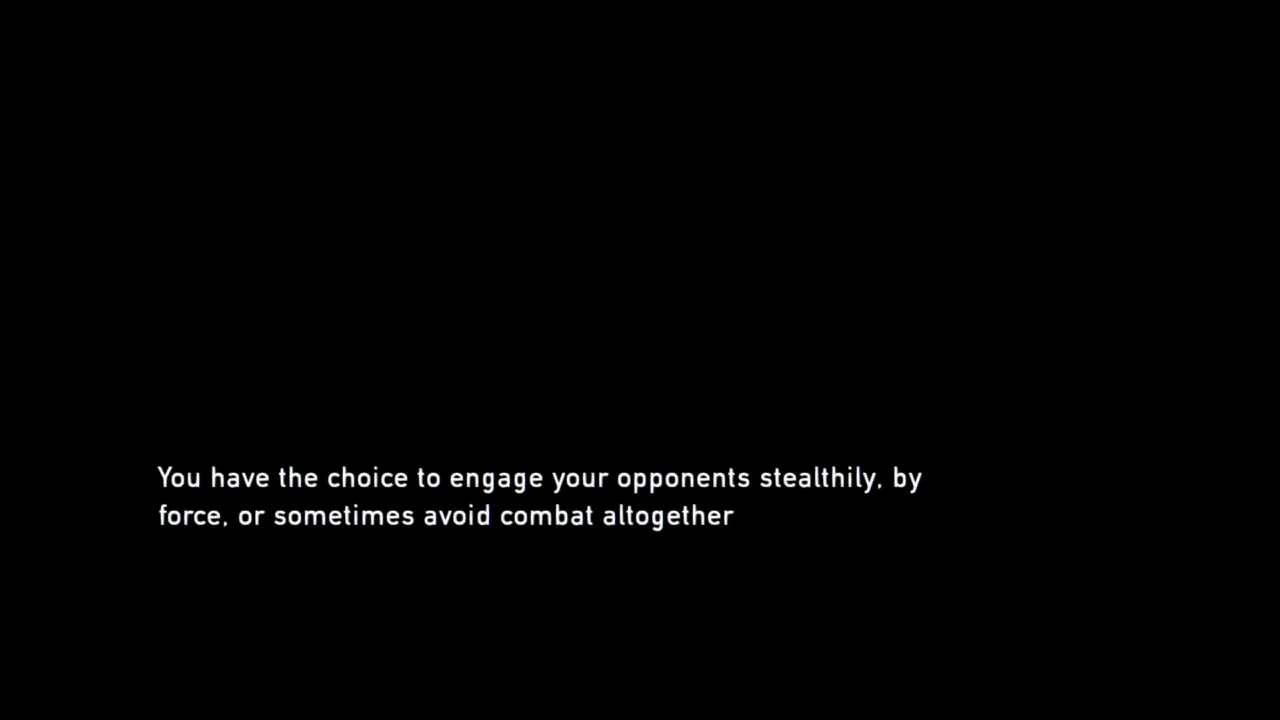 You have the choice to engage your opponents stealthily, by
force, or sometimes avoid combat altogether